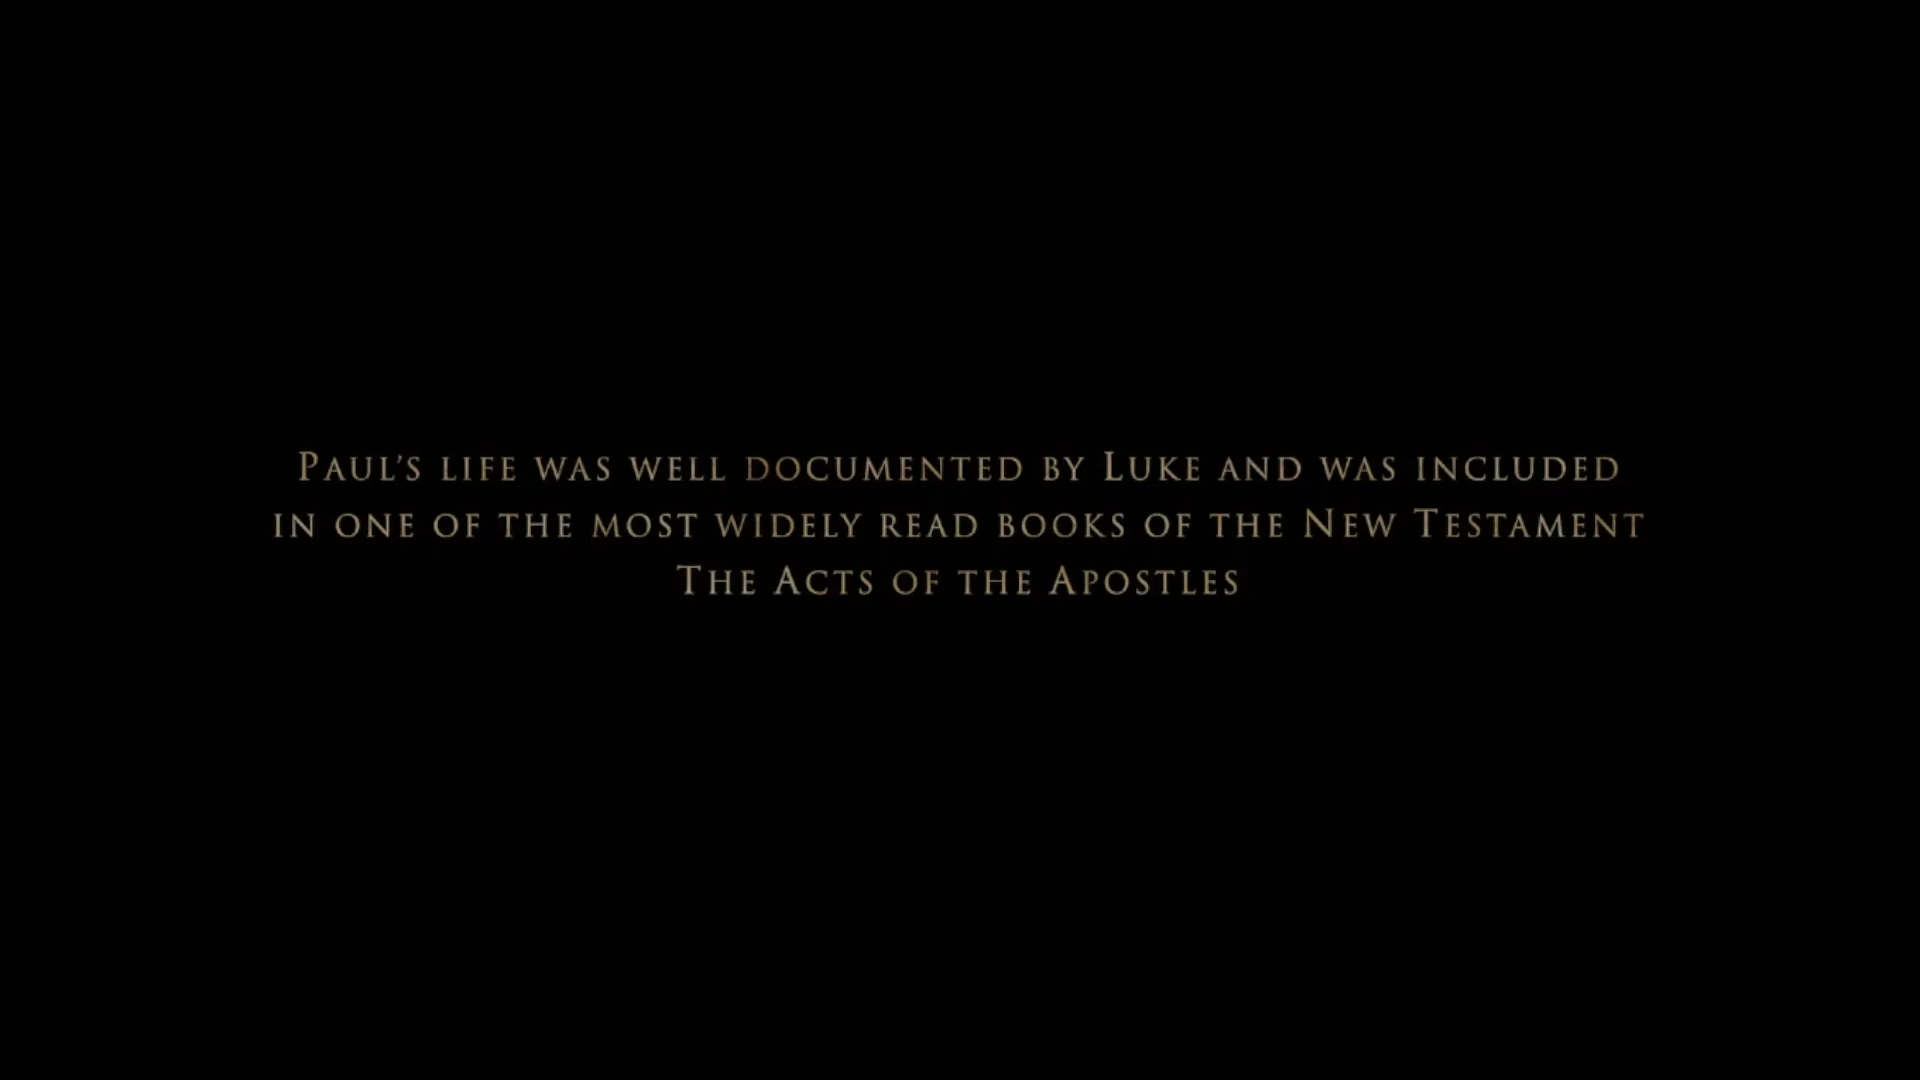 Paul’s life was well documented by Luke and was included
in one of the most widely read books of the New Testament
The Acts of the Apostles